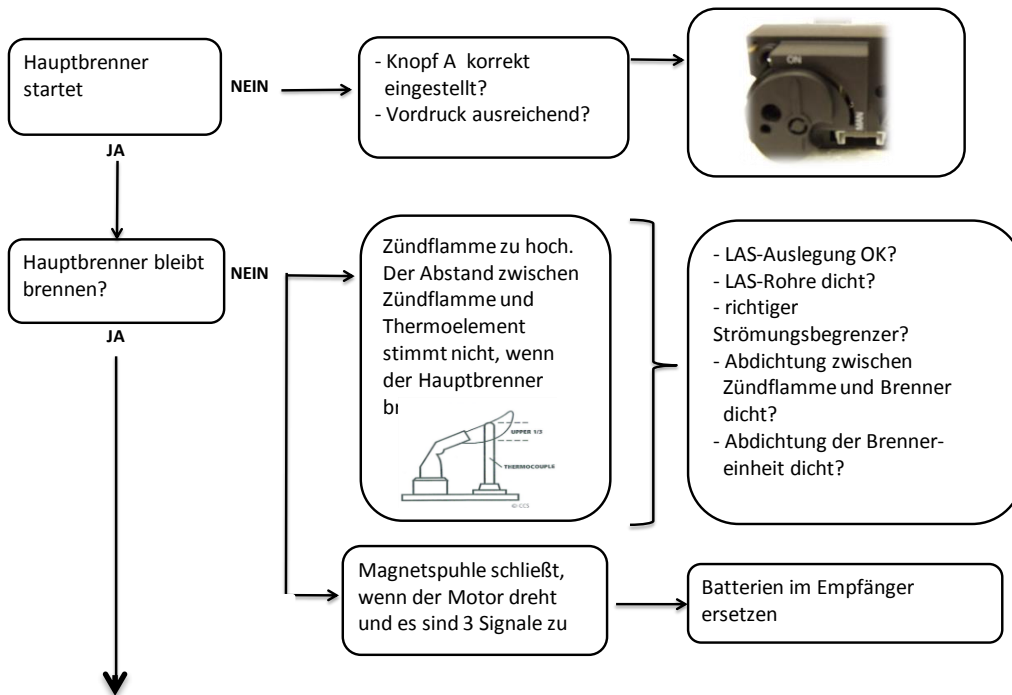 Hauptbrenner
startet
NEIN
- Knopf A korrekt
eingestellt?
- Vordruck ausreichend?
ON
MAN
JA
Hauptbrenner bleibt
brennen?
NEIN
Zündflamme zu hoch.
Der Abstand zwischen
Zündflamme und
Thermoelement
stimmt nicht, wenn
der Hauptbrenner
UPPER 1/3
THERMOCOUPLE
© CCS
- LAS-Auslegung OK?
- LAS-Rohre dicht?
- richtiger
Strömungsbegrenzer?
- Abdichtung zwischen
Zündflamme und Brenner
dicht?
- Abdichtung der Brenner-
einheit dicht?
JA
Magnetspuhle schließt,
wenn der Motor dreht
und es sind 3 Signale zu
Batterien im Empfänger
ersetzen